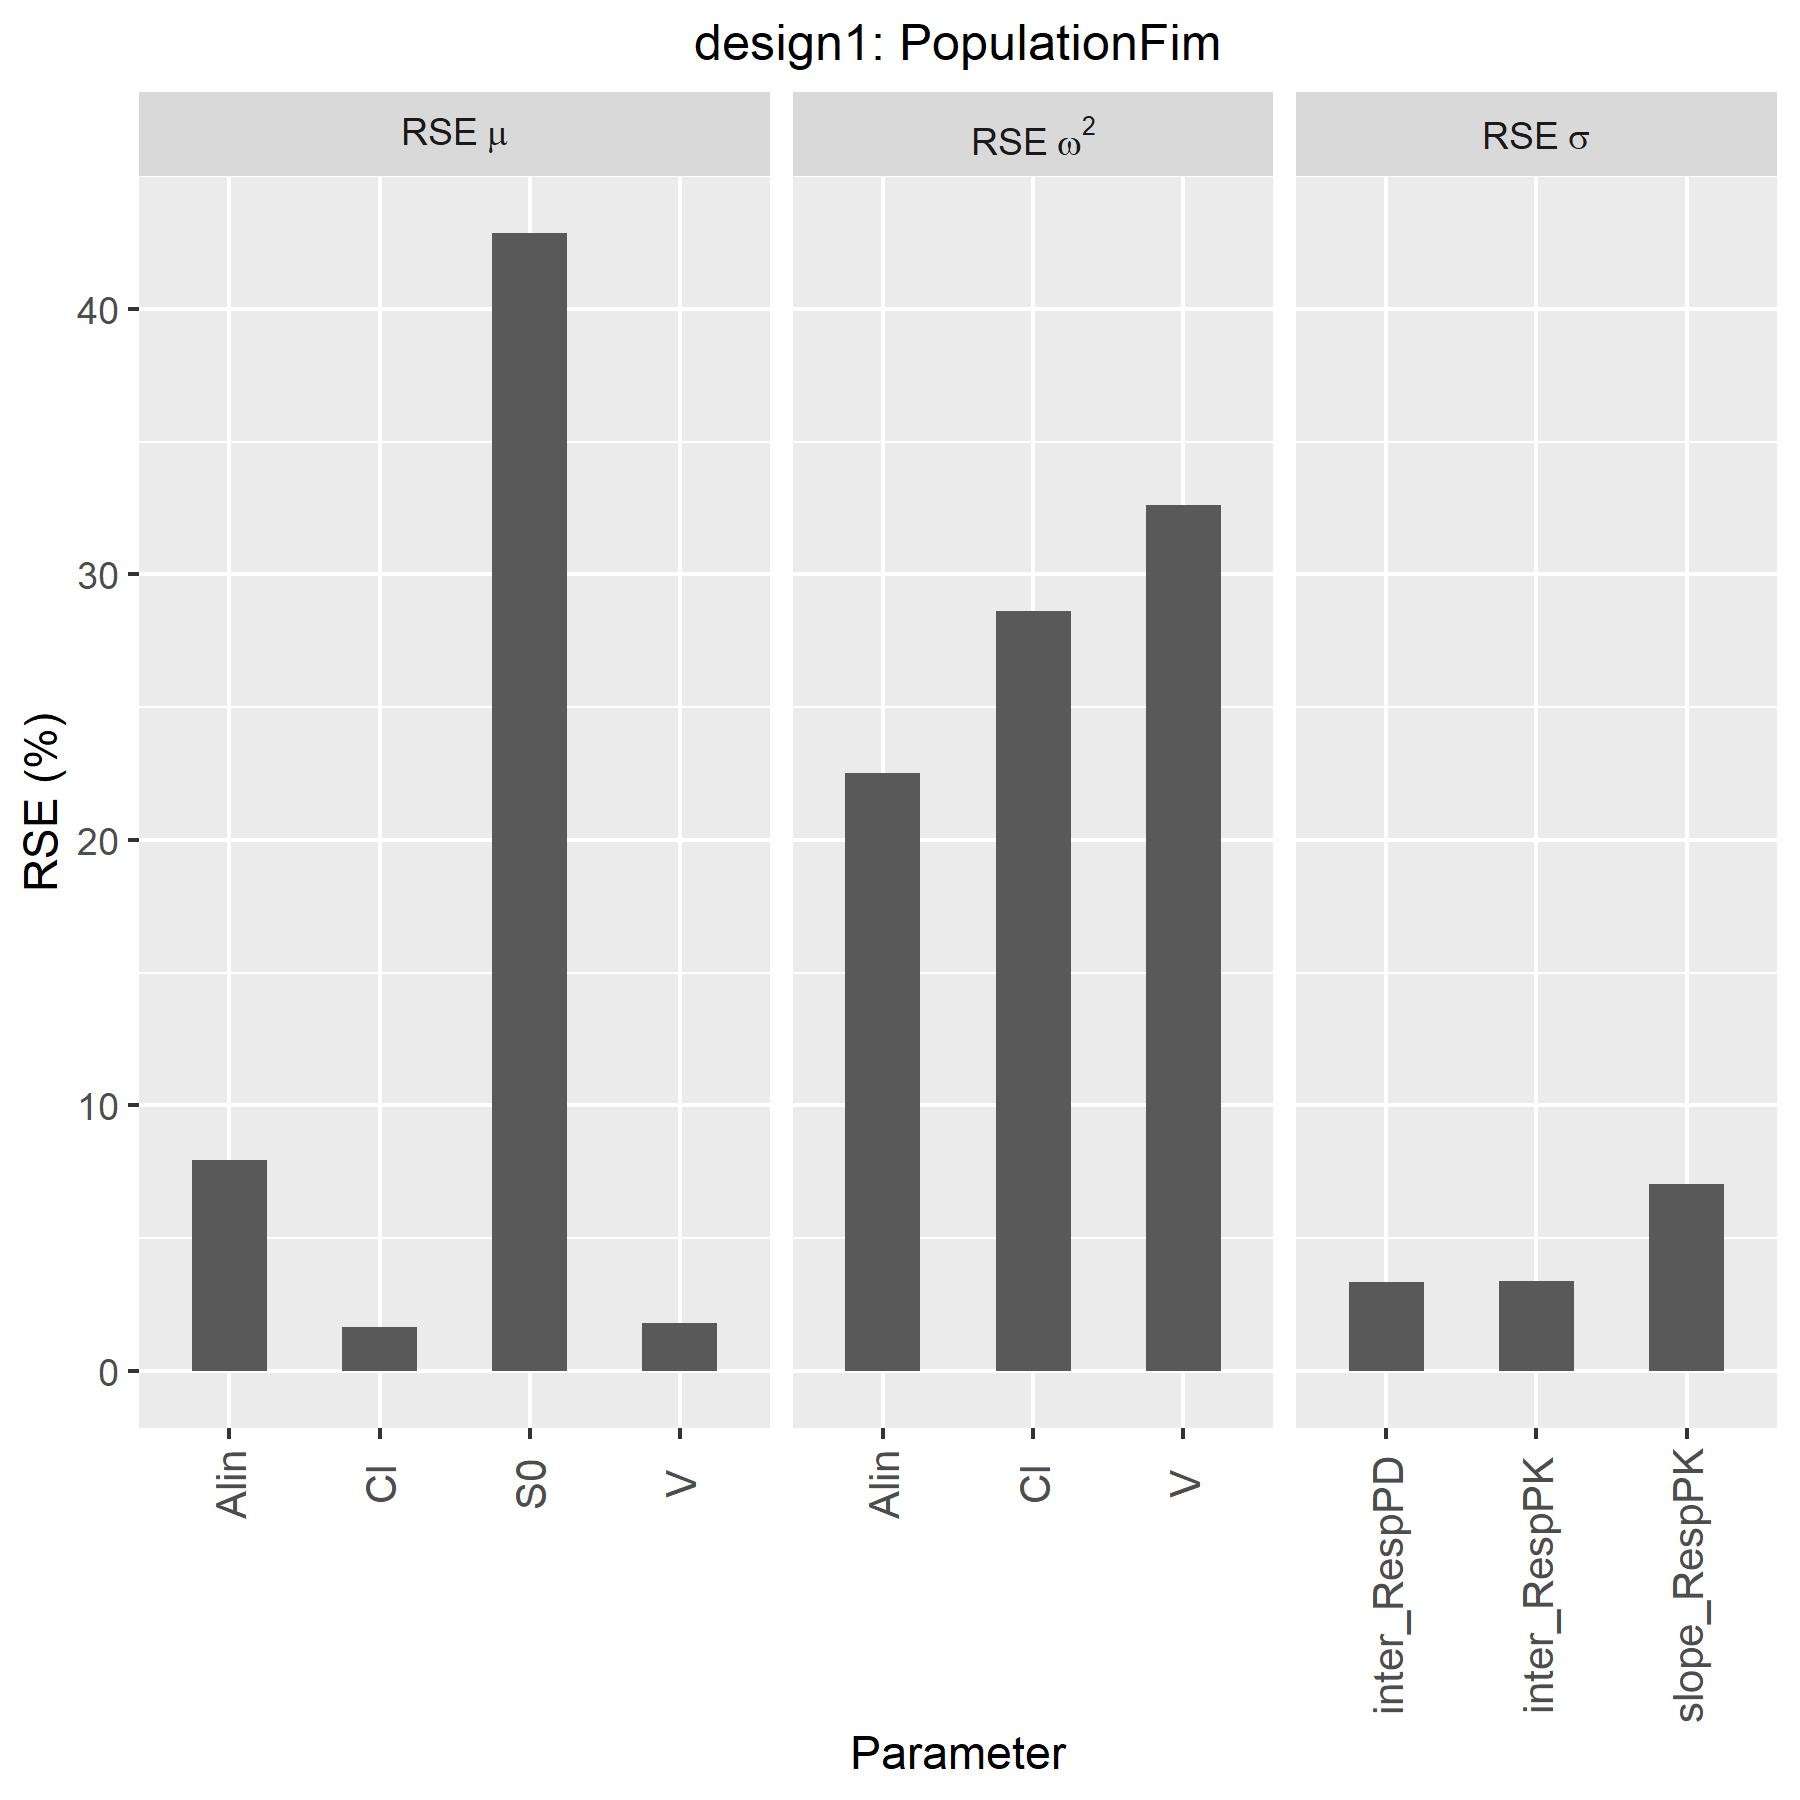 design1: PopulationFim
RSE μ
RSE ω²
RSE σ
RSE (%)
40
30
20
10
0
Alin
Cl
S0
V
Alin
Cl
V
inter_RespPD
inter_RespPK
slope_RespPK
Parameter